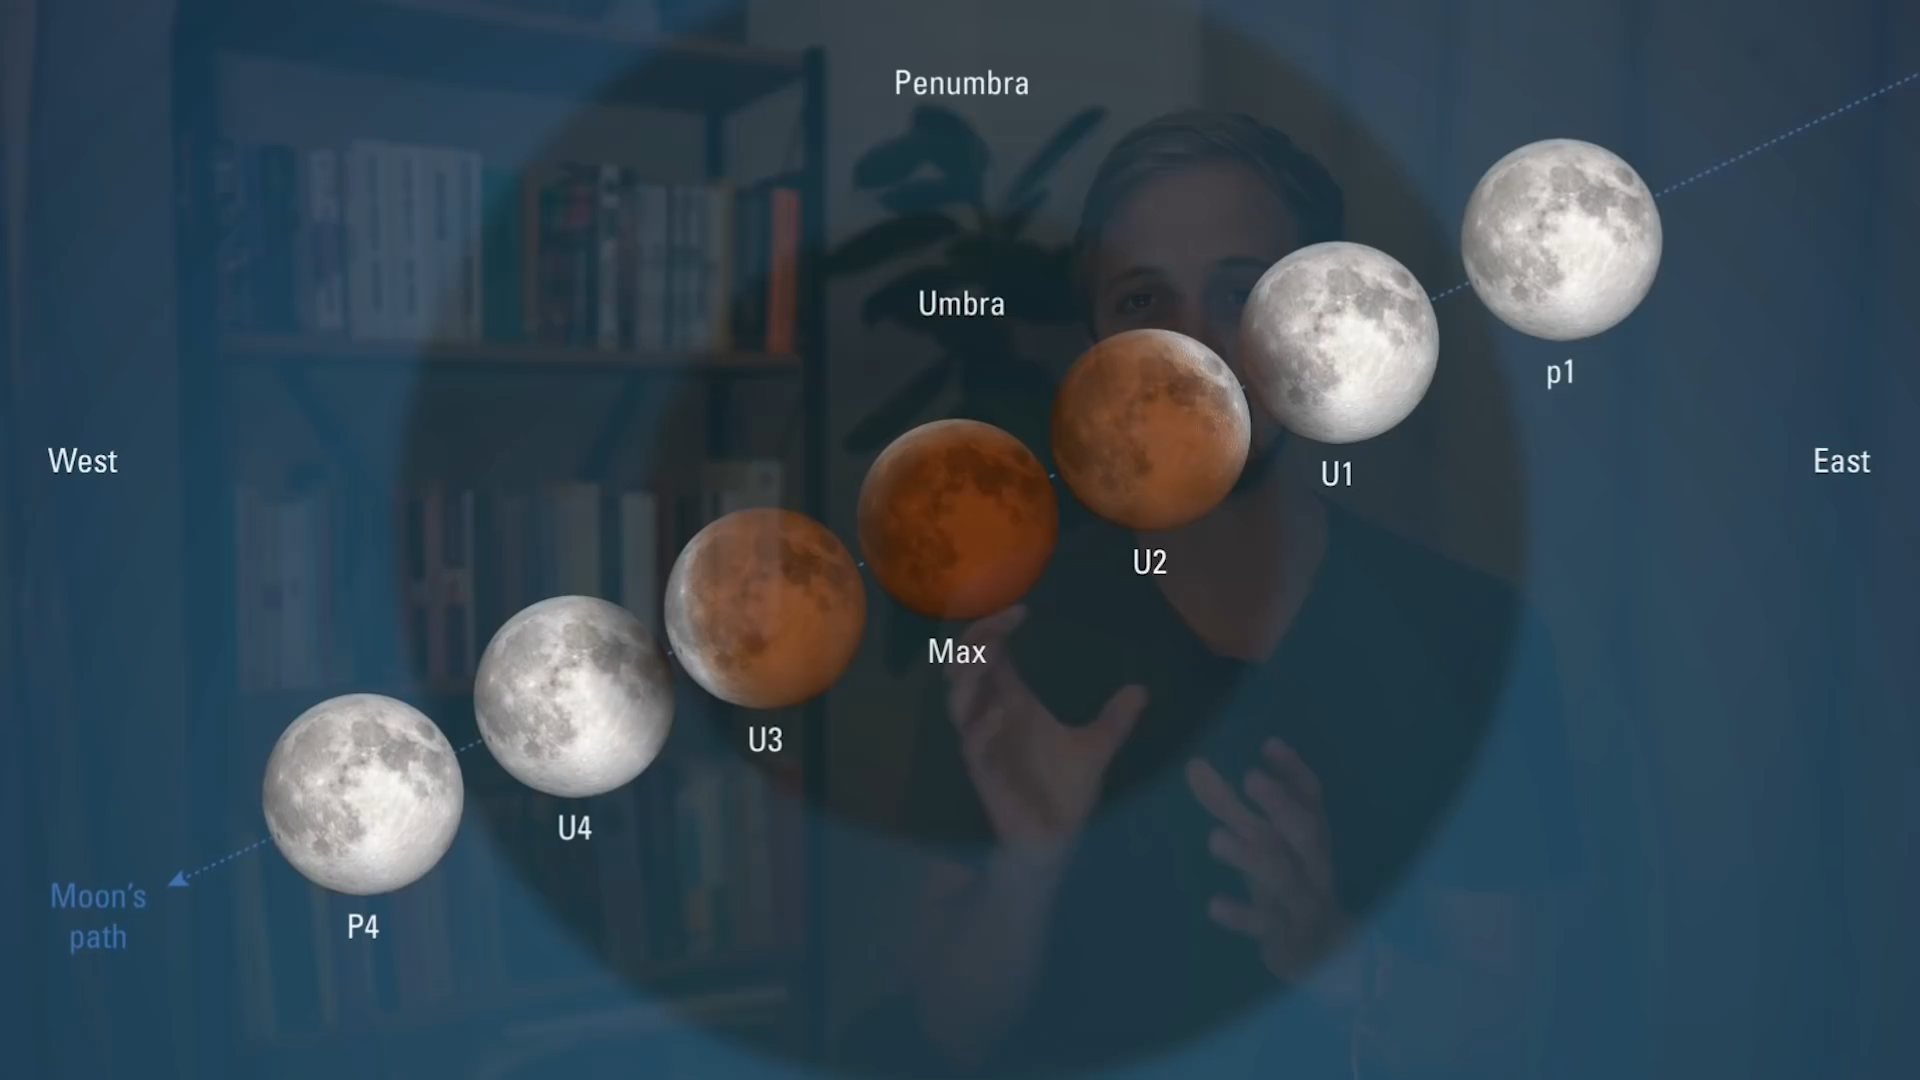 Penumbra
Umbra
p1
West
East
U1
U2
Max
U3
U4
Moon's
path
P4